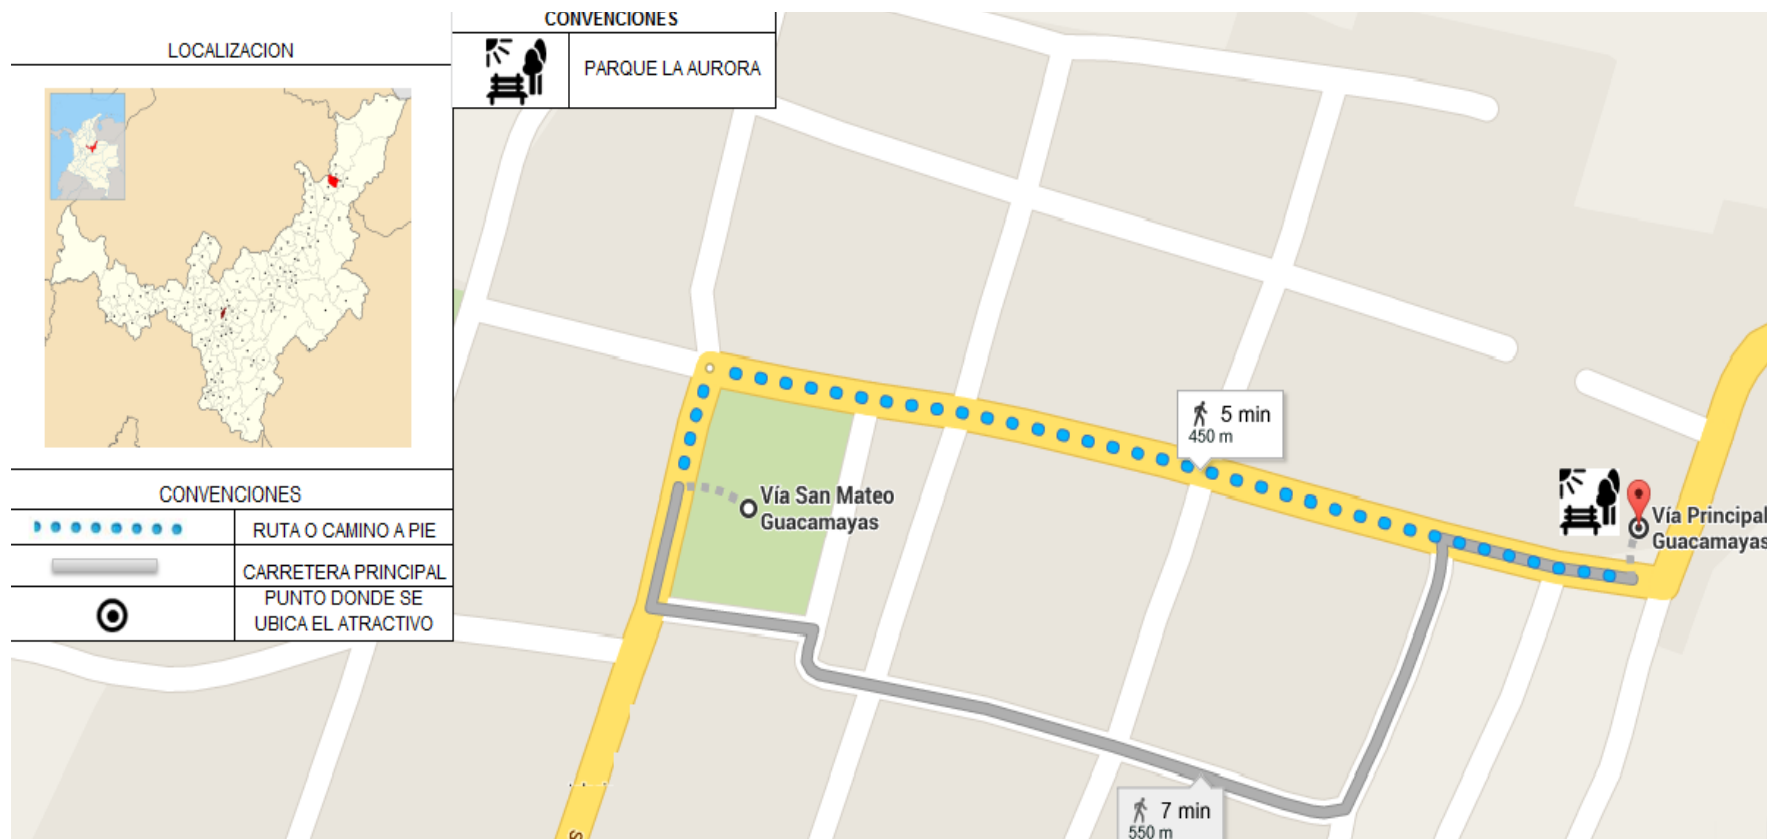 LOCALIZACION
CONVENCIONES
PARQUE LA AURORA
CONVENCIONES
RUTA O CAMINO A PIE
CARRETERA PRINCIPAL
PUNTO DONDE SE
UBICA EL ATRACTIVO
5 min
450 m
Vía San Mateo
Guacamayas
Vía Principal
Guacamayas
7 min
550 m
S